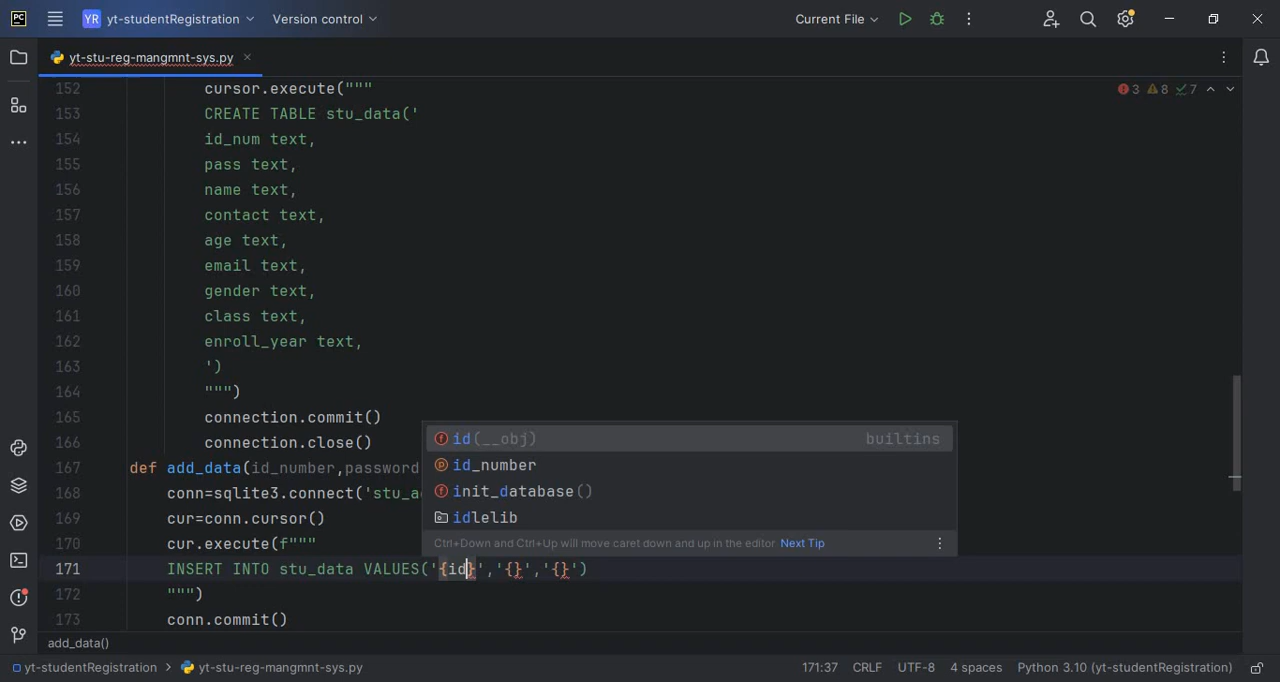 PC YR yt-studentRegistration Version control Current File
yt-stu-reg-mangmnt-sys.py
152 cursor.execute("""
3 8 7
153 CREATE TABLE stu_data('
154 id_num text,
155 pass text,
156 name text,
157 contact text,
158 age text,
159 email text,
160 gender text,
161 class text,
162 enroll_year text,
163 ')
164 """)
165 connection.commit()
166 connection.close()
167 def add_data(id_number,password
168 conn=sqlite3.connect('stu_a
169 cur=conn.cursor()
170 cur.execute(f"""
171 INSERT INTO stu_data VALUES('{id}','{}','{}')
172 """)
173 conn.commit()
id(__obj) builtins
id_number
init_database()
idlelib
Ctrl+Down and Ctrl+Up will move caret down and up in the editor Next Tip
add_data()
yt-studentRegistration > yt-stu-reg-mangmnt-sys.py 171:37 CRLF UTF-8 4 spaces Python 3.10 (yt-studentRegistration)